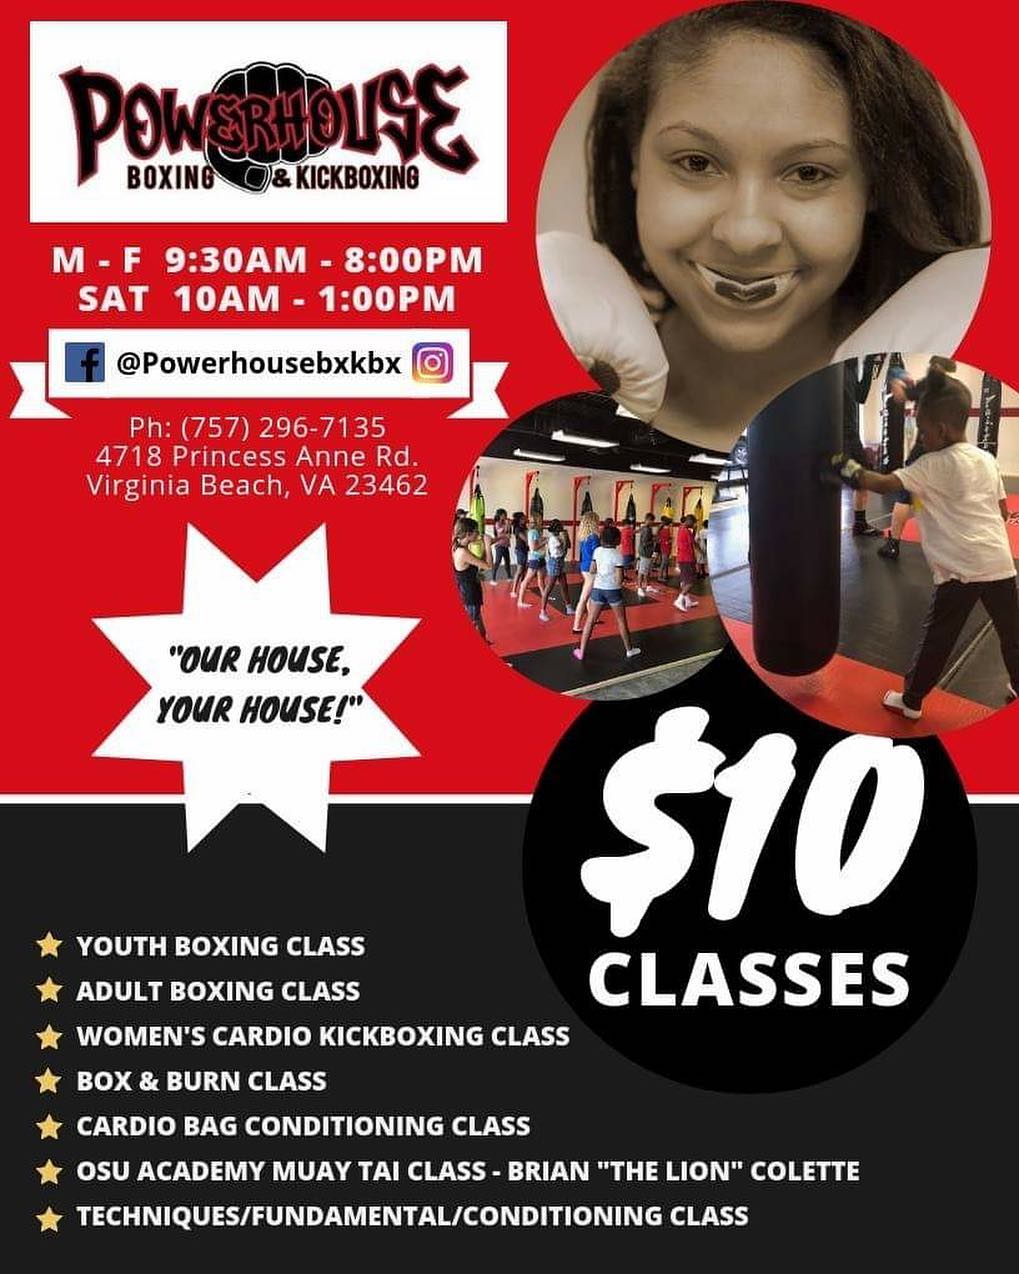 POWERHOUSE
BOXING & KICKBOXING
M - F 9:30AM - 8:00PM
SAT 10AM - 1:00PM
@Powerhousebxkbx
Ph: (757) 296-7135
4718 Princess Anne Rd.
Virginia Beach, VA 23462
"OUR HOUSE,
YOUR HOUSE!"
$10
CLASSES
YOUTH BOXING CLASS
ADULT BOXING CLASS
WOMEN'S CARDIO KICKBOXING CLASS
BOX & BURN CLASS
CARDIO BAG CONDITIONING CLASS
OSU ACADEMY MUAY TAI CLASS - BRIAN "THE LION" COLETTE
TECHNIQUES/FUNDAMENTAL/CONDITIONING CLASS